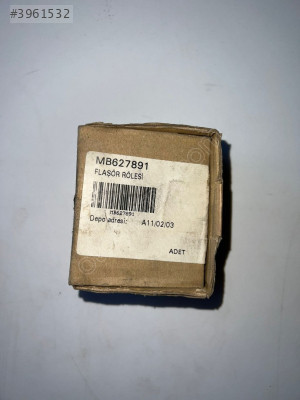 #3961532
MB627891
FLAŞÖR RÖLESİ
MB627891
Depo adresi: A11/02/03
ADET